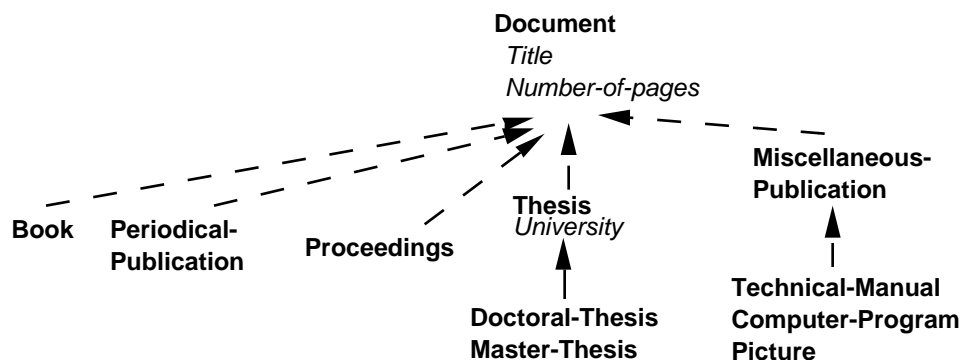 Document
Title
Number-of-pages
Miscellaneous-
Publication
Book
Periodical-
Publication
Proceedings
Thesis
University
Doctoral-Thesis
Master-Thesis
Technical-Manual
Computer-Program
Picture